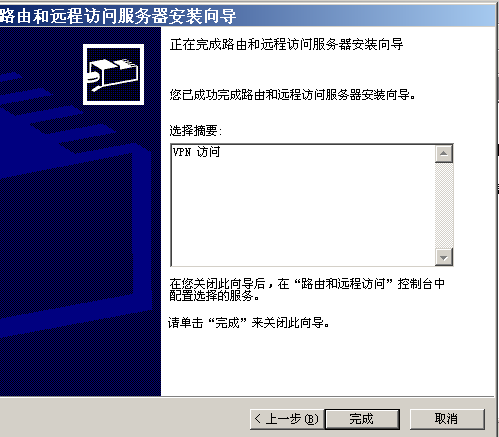 路由和远程访问服务器安装向导
正在完成路由和远程访问服务器安装向导
您已成功完成路由和远程访问服务器安装向导。
选择摘要:
VPN 访问
在您关闭此向导后，在“路由和远程访问”控制台中
配置选择的服务。
请单击“完成”来关闭此向导。
< 上一步(B) 完成 取消